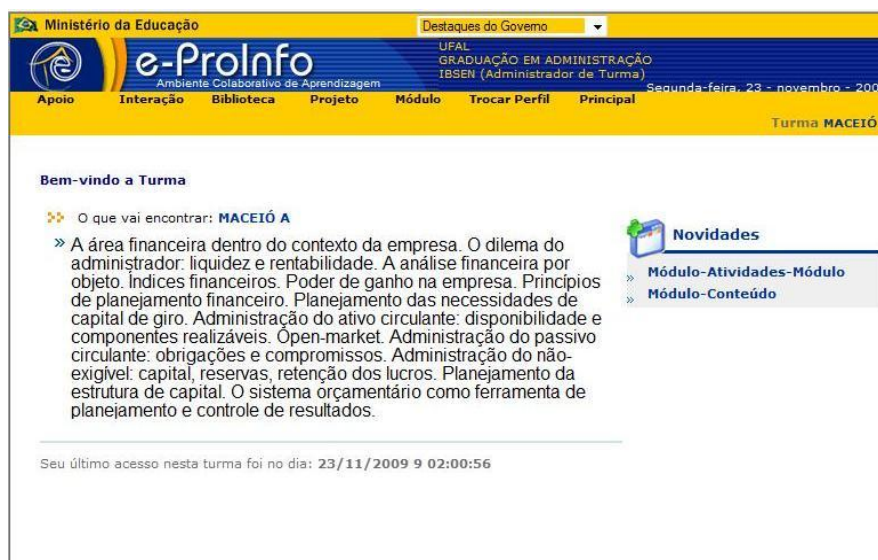 Ministério da Educação
Destaques do Governo
e-ProInfo
Ambiente Colaborativo de Aprendizagem
UFAL
GRADUAÇÃO EM ADMINISTRAÇÃO
IBSEN (Administrador de Turma)
Segunda-feira, 23 - novembro - 200
Apoio Interação Biblioteca Projeto Módulo Trocar Perfil Principal
Turma MACEIÓ
Bem-vindo a Turma
O que vai encontrar: MACEIÓ A
» A área financeira dentro do contexto da empresa. O dilema do
administrador: liquidez e rentabilidade. A análise financeira por
objeto. Índices financeiros. Poder de ganho na empresa. Princípios
de planejamento financeiro. Planejamento das necessidades de
capital de giro. Administração do ativo circulante: disponibilidade e
componentes realizáveis. Open-market. Administração do passivo
circulante: obrigações e compromissos. Administração do não-
exigível: capital, reservas, retenção dos lucros. Planejamento da
estrutura de capital. O sistema orçamentário como ferramenta de
planejamento e controle de resultados.
Novidades
» Módulo-Atividades-Módulo
» Módulo-Conteúdo
Seu último acesso nesta turma foi no dia: 23/11/2009 9 02:00:56